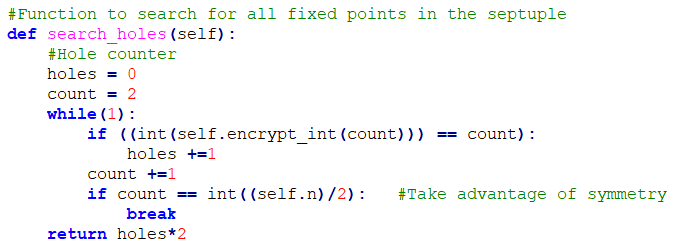 #Function to search for all fixed points in the septuple
def search_holes(self):
    #Hole counter
    holes = 0
    count = 2
    while(1):
        if ((int(self.encrypt_int(count))) == count):
            holes +=1
        count +=1
        if count == int((self.n)/2):   #Take advantage of symmetry
            break
    return holes*2